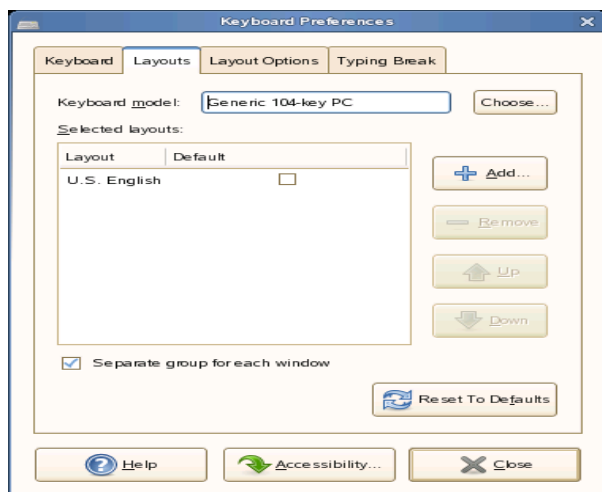 Keyboard Preferences
Keyboard Layouts Layout Options Typing Break
Keyboard model: Generic 104-key PC Choose...
Selected layouts:
Layout Default
U.S. English
Add...
Remove
Up
Down
Separate group for each window
Reset To Defaults
Help Accessibility... Close